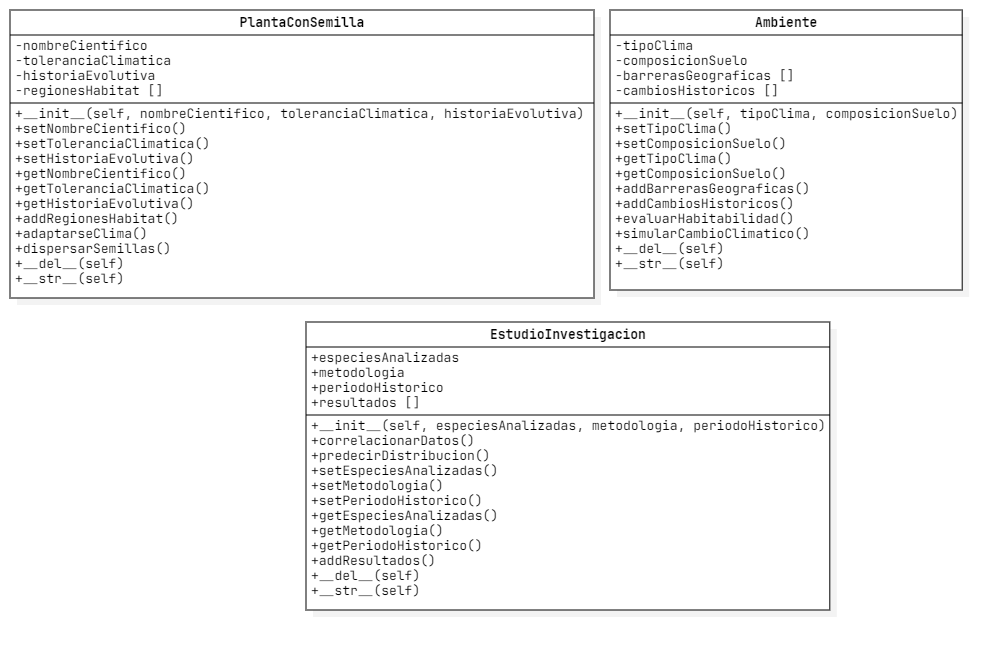 PlantaConSemilla
-nombreCientifico
-toleranciaClimatica
-historiaEvolutiva
-regionesHabitat []
+__init__(self, nombreCientifico, toleranciaClimatica, historiaEvolutiva)
+setNombreCientifico()
+setToleranciaClimatica()
+setHistoriaEvolutiva()
+getNombreCientifico()
+getToleranciaClimatica()
+getHistoriaEvolutiva()
+addRegionesHabitat()
+adaptarseClima()
+dispersarSemillas()
+__del__(self)
+__str__(self)
Ambiente
-tipoClima
-composicionSuelo
-barrerasGeograficas []
-cambiosHistoricos []
+__init__(self, tipoClima, composicionSuelo)
+setTipoClima()
+setComposicionSuelo()
+getTipoClima()
+getComposicionSuelo()
+addBarrerasGeograficas()
+addCambiosHistoricos()
+evaluarHabitabilidad()
+simularCambioClimatico()
+__del__(self)
+__str__(self)
EstudioInvestigacion
+especiesAnalizadas
+metodologia
+periodoHistorico
+resultados []
+__init__(self, especiesAnalizadas, metodologia, periodoHistorico)
+correlacionarDatos()
+predecirDistribucion()
+setEspeciesAnalizadas()
+setMetodologia()
+setPeriodoHistorico()
+getEspeciesAnalizadas()
+getMetodologia()
+getPeriodoHistorico()
+addResultados()
+__del__(self)
+__str__(self)